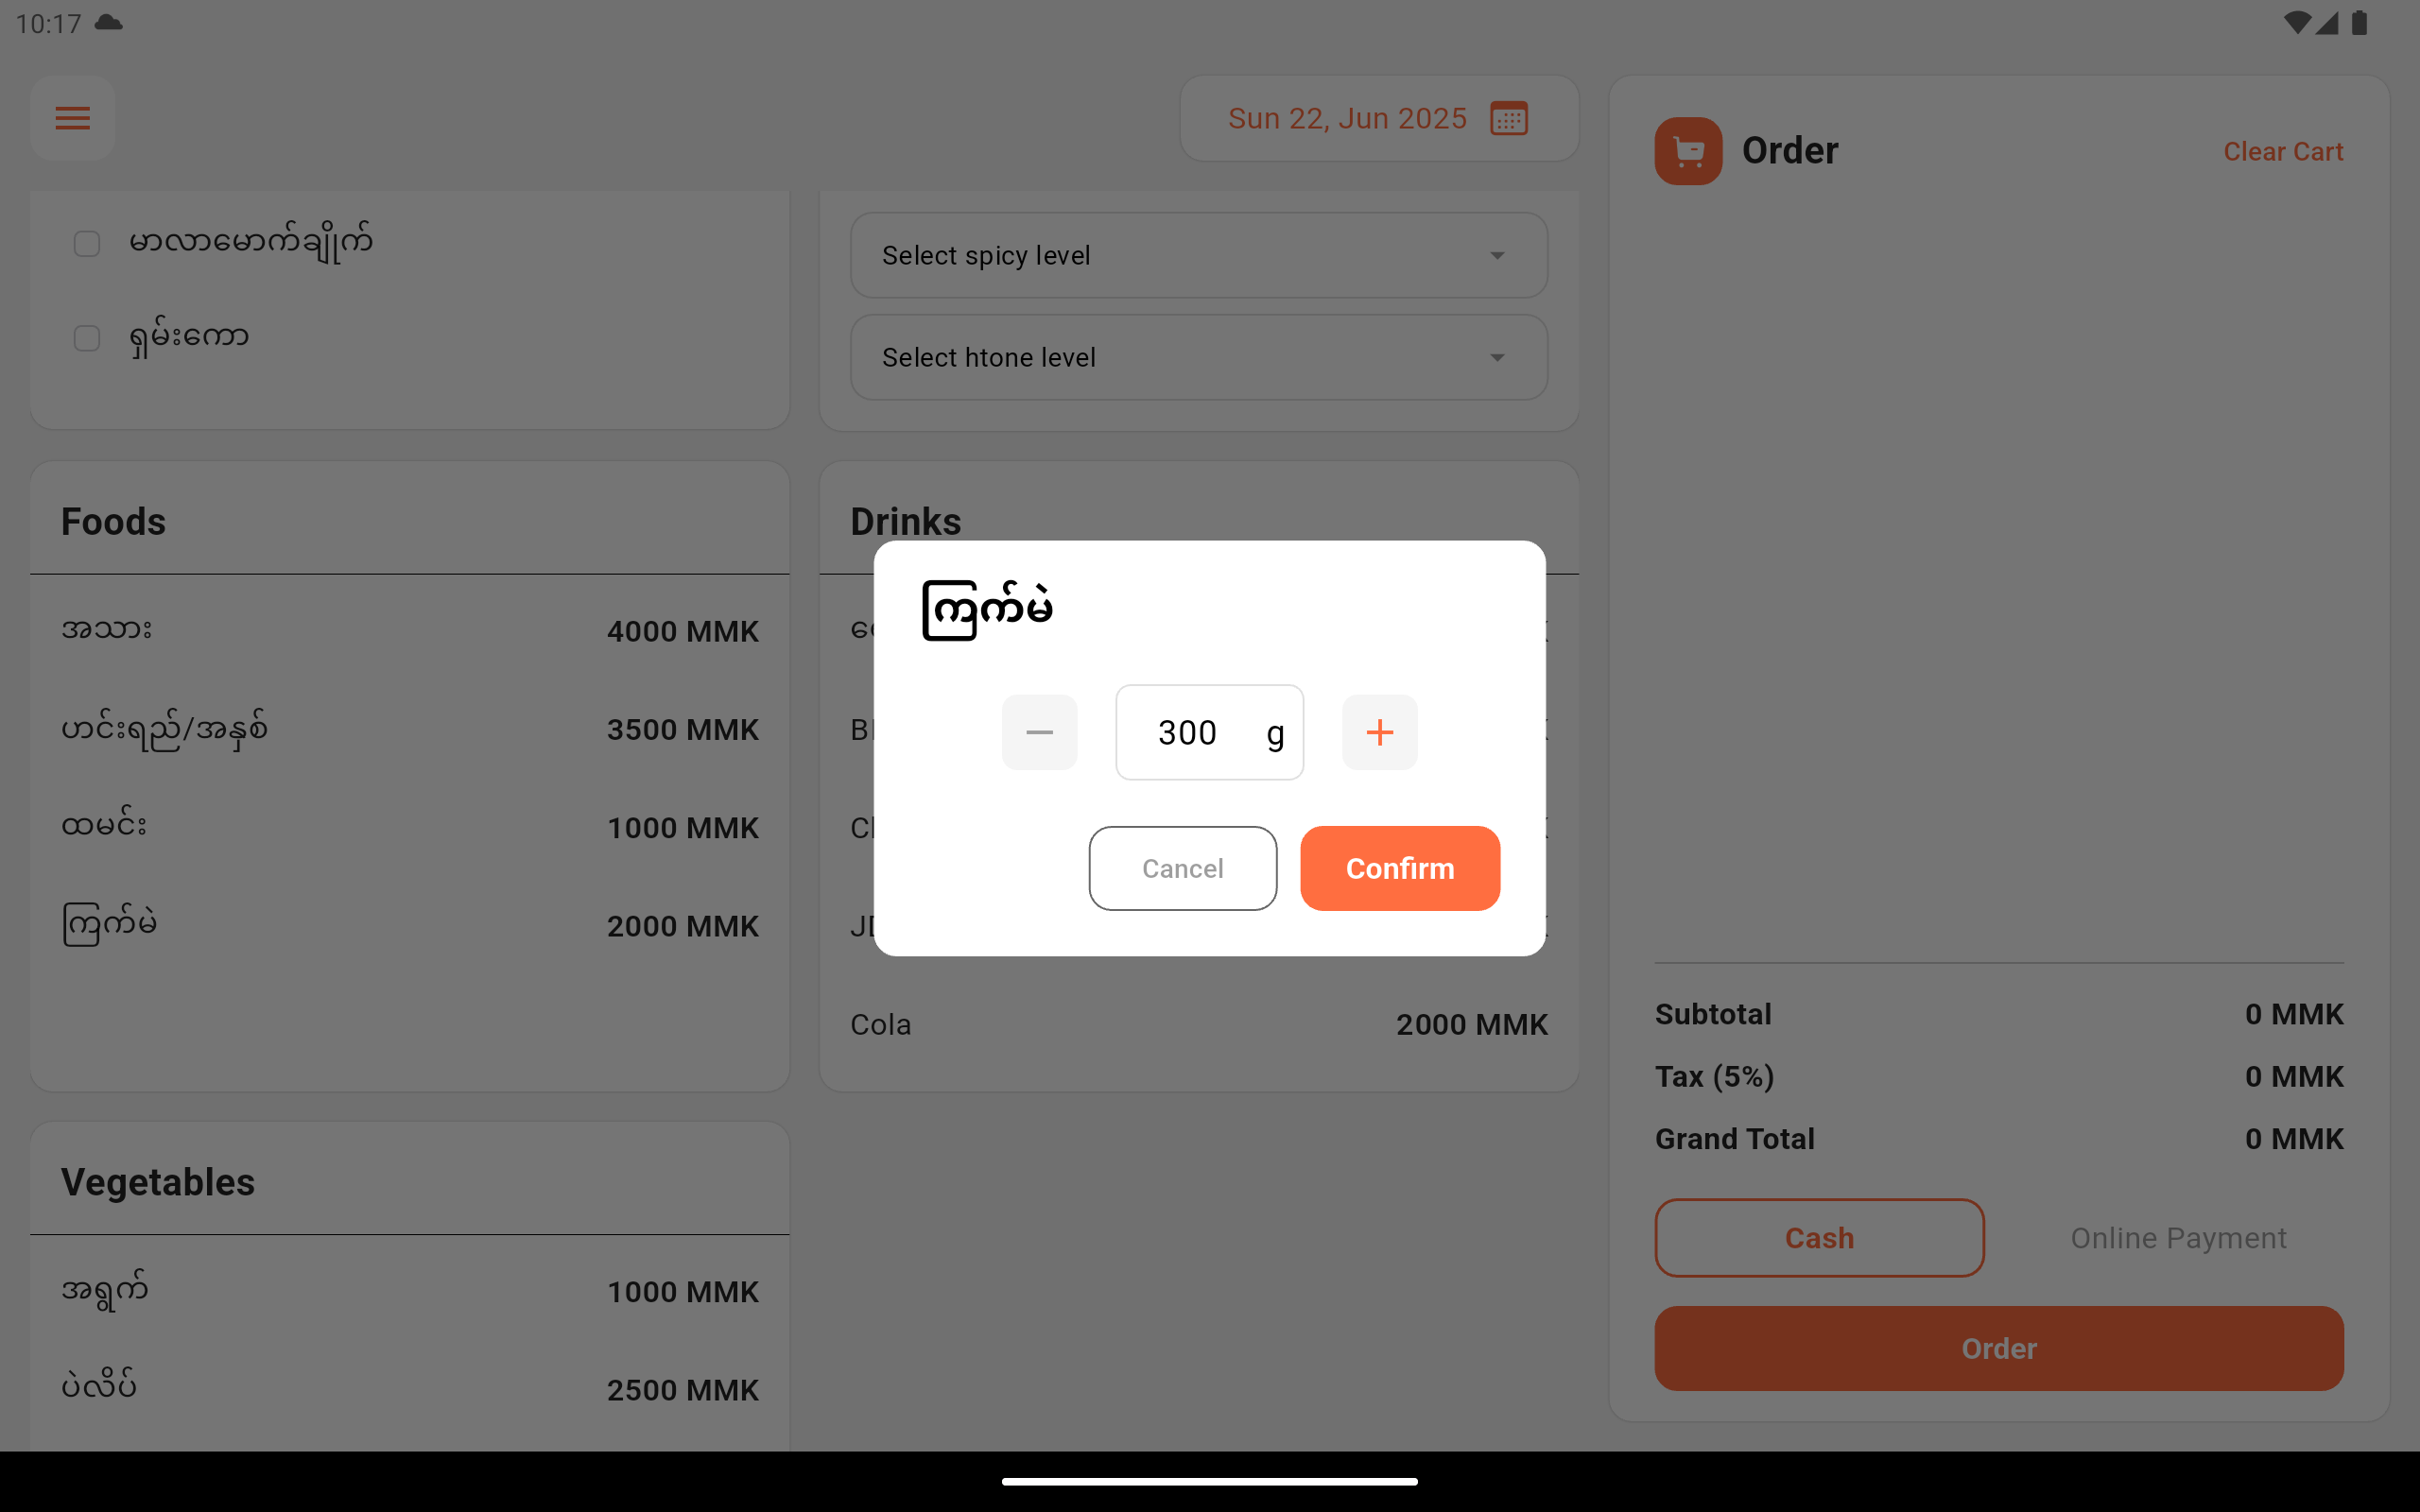 10:17
Sun 22, Jun 2025
Order
Clear Cart
မာလာမောက်ချိုက်
ရှမ်းကော
Select spicy level
Select htone level
Foods
အသား 4000 MMK
ဟင်းရည်/အနှစ် 3500 MMK
ထမင်း 1000 MMK
ကြက်မဲ 2000 MMK
Drinks
Cola 2000 MMK
ကြက်မဲ
300 g
Cancel
Confirm
Vegetables
အရွက် 1000 MMK
ပဲလိပ် 2500 MMK
Subtotal 0 MMK
Tax (5%) 0 MMK
Grand Total 0 MMK
Cash
Online Payment
Order